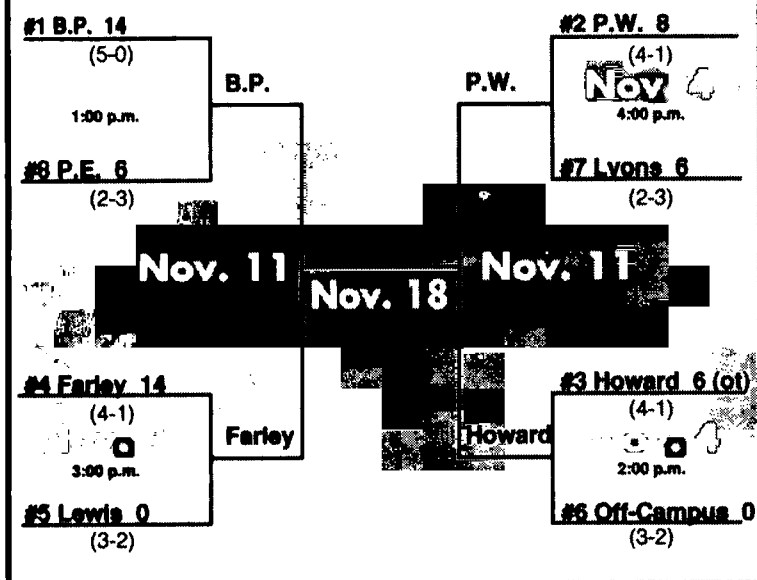 #1 B.P. 14
(5-0)
B.P.
1:00 p.m.
#8 P.E. 6
(2-3)
#2 P.W. 8
(4-1)
P.W.
Nov 4
4:00 p.m.
#7 Lyons 6
(2-3)
Nov. 11
Nov. 18
Nov. 11
#4 Farley 14
(4-1)
Farley
3:00 p.m.
#5 Lewis 0
(3-2)
#3 Howard 6 (ot)
(4-1)
Howard
4
2:00 p.m.
#6 Off-Campus 0
(3-2)